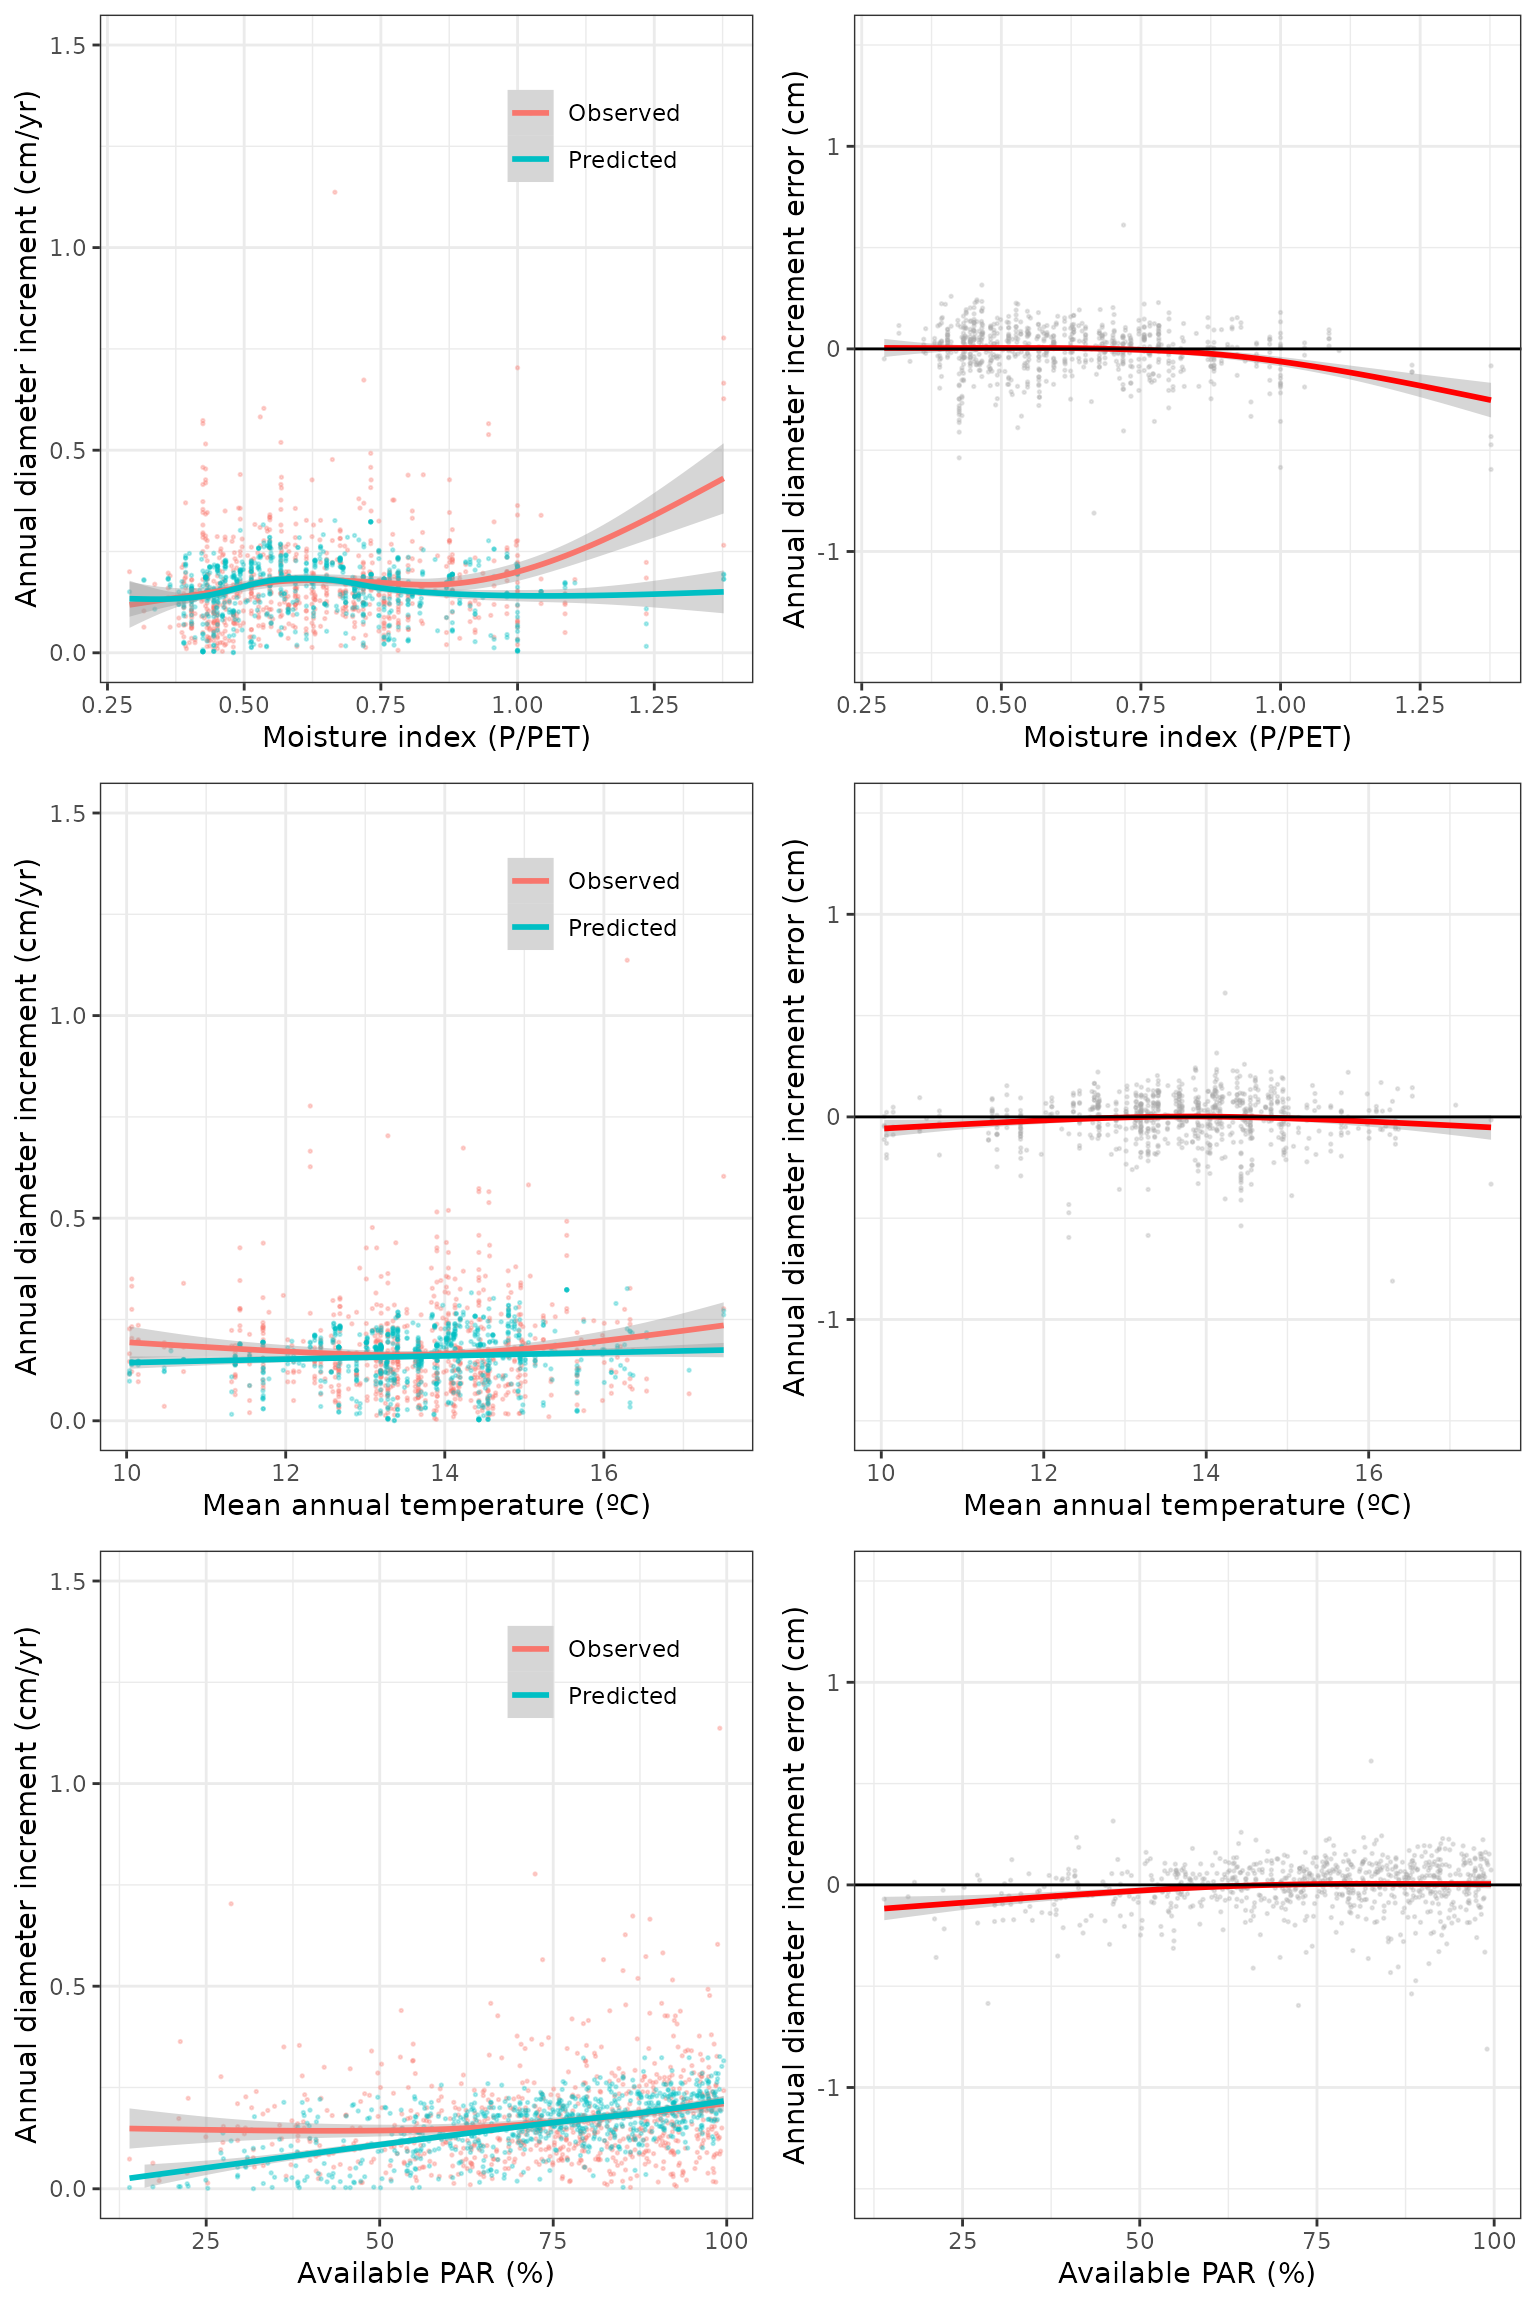 Annual diameter increment (cm/yr)
1.5
1.0
0.5
0.0
Observed
Predicted
0.25 0.50 0.75 1.00 1.25
Moisture index (P/PET)
Annual diameter increment error (cm)
1
0
-1
0.25 0.50 0.75 1.00 1.25
Moisture index (P/PET)
Annual diameter increment (cm/yr)
1.5
1.0
0.5
0.0
Observed
Predicted
10 12 14 16
Mean annual temperature (ºC)
Annual diameter increment error (cm)
1
0
-1
10 12 14 16
Mean annual temperature (ºC)
Annual diameter increment (cm/yr)
1.5
1.0
0.5
0.0
Observed
Predicted
25 50 75 100
Available PAR (%)
Annual diameter increment error (cm)
1
0
-1
25 50 75 100
Available PAR (%)